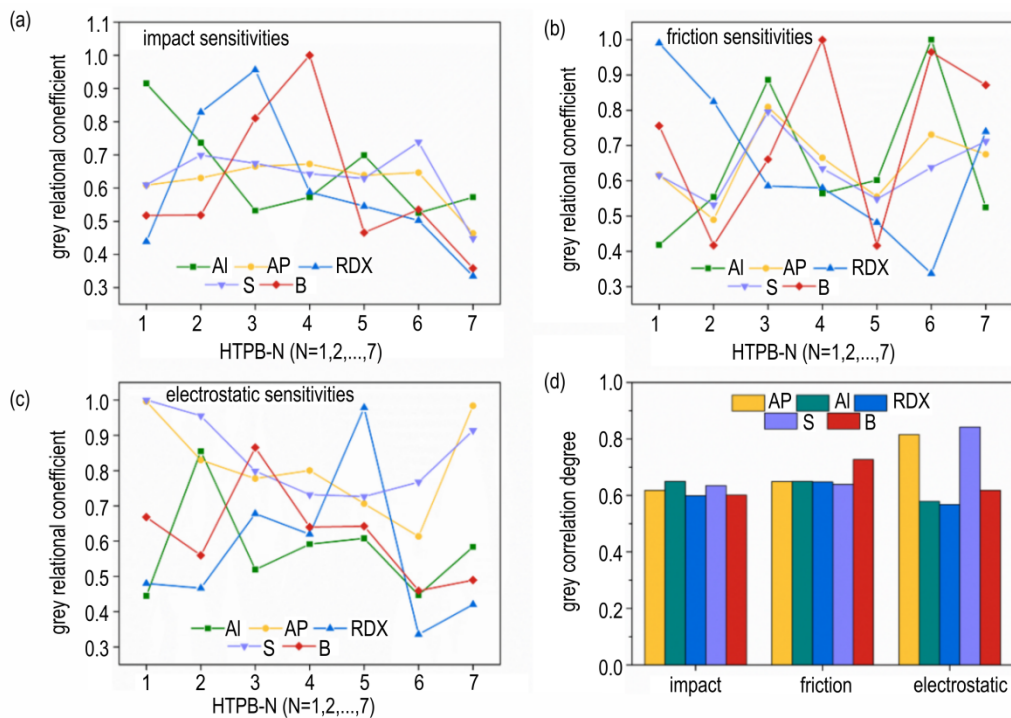 (a)
impact sensitivities
grey relational conefficient
1.1
1.0
0.9
0.8
0.7
0.6
0.5
0.4
0.3
Al AP RDX
S B
1 2 3 4 5 6 7
HTPB-N (N=1,2,...,7)
(b)
friction sensitivities
grey relational conefficient
1.0
0.9
0.8
0.7
0.6
0.5
0.4
0.3
Al AP RDX
S B
1 2 3 4 5 6 7
HTPB-N (N=1,2,...,7)
(c)
electrostatic sensitivities
grey relational conefficient
1.0
0.9
0.8
0.7
0.6
0.5
0.4
0.3
Al AP RDX
S B
1 2 3 4 5 6 7
HTPB-N (N=1,2,...,7)
(d)
grey correlation degree
1.0
0.8
0.6
0.4
0.2
0.0
AP Al RDX
S B
impact friction electrostatic